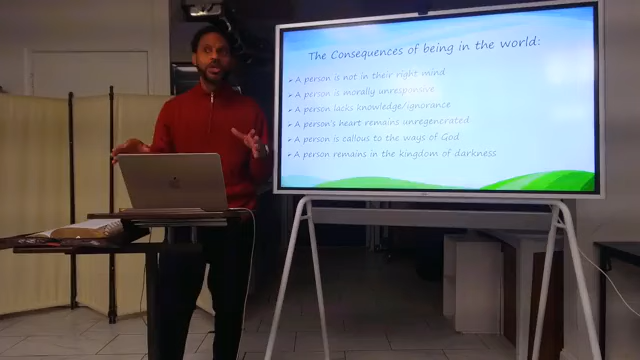 The Consequences of being in the world:
➤ A person is not in their right mind
➤ A person is morally unresponsive
➤ A person lacks knowledge/ignorance
➤ A person's heart remains unregenerated
➤ A person is callous to the ways of God
➤ A person remains in the kingdom of darkness